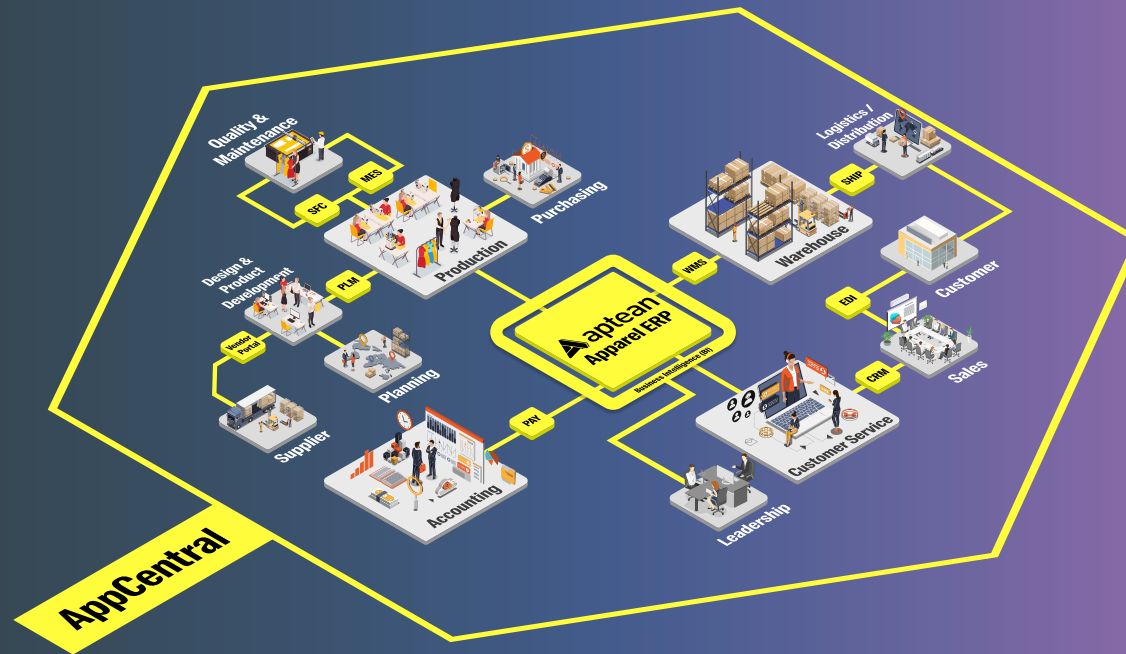 Quality &
Maintenance
MES
SFC
Production
Purchasing
Design &
Product
Development
PLM
Vendor
Portal
Planning
Supplier
Accounting
PAY
aptean
Apparel ERP
Business Intelligence (BI)
WMS
Warehouse
SHIP
Logistics /
Distribution
Customer
EDI
Sales
CRM
Customer Service
Leadership
AppCentral